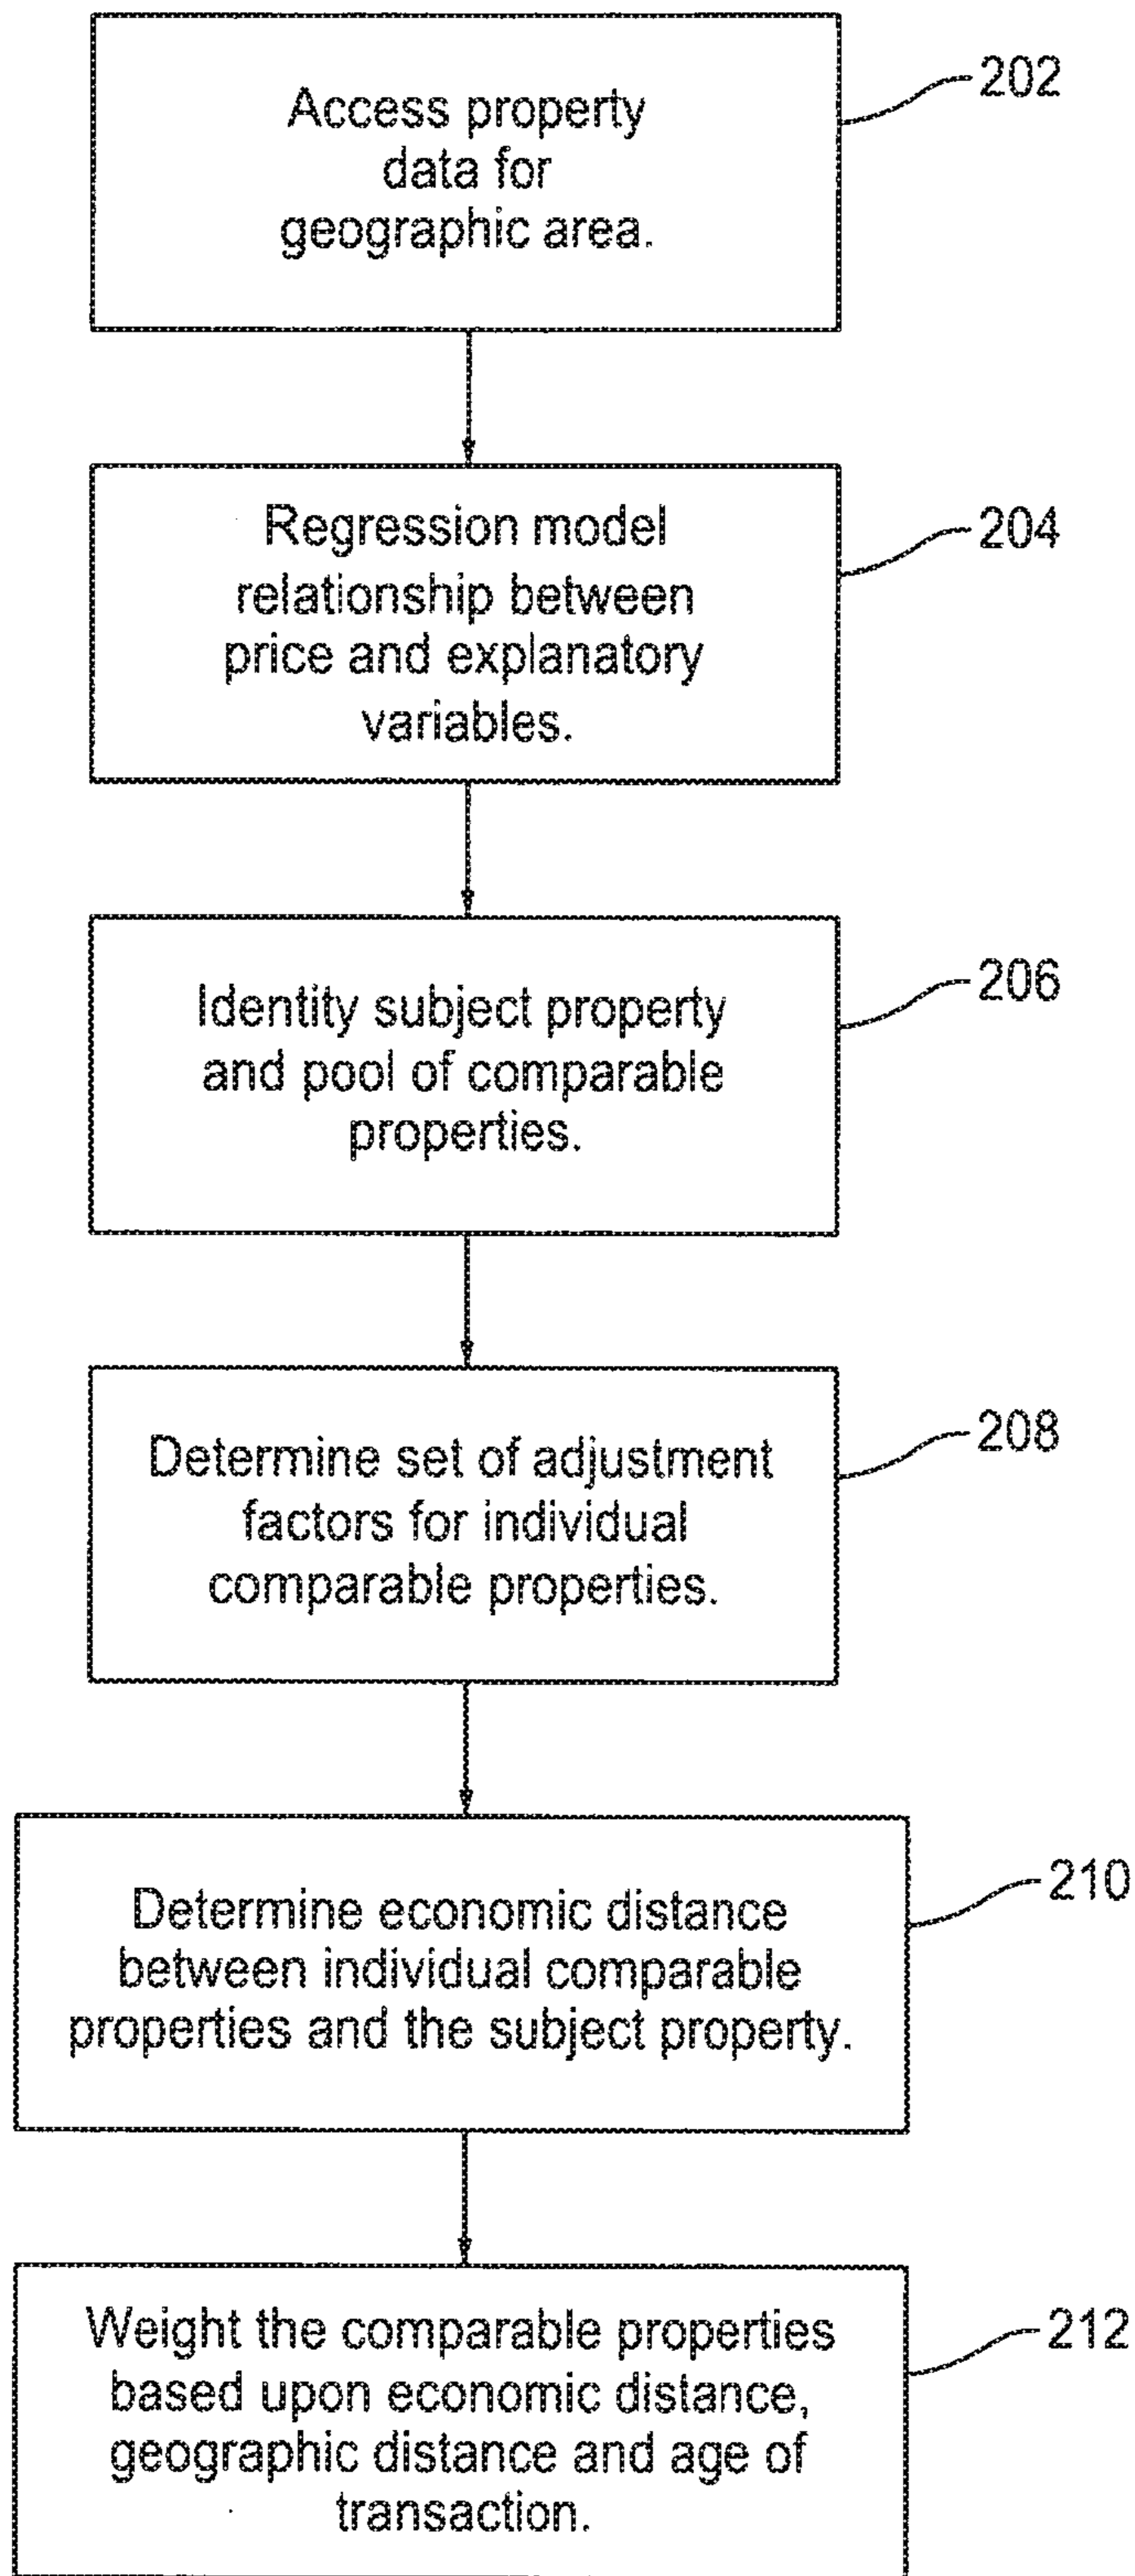 Access property
data for
geographic area.
202
Regression model
relationship between
price and explanatory
variables.
204
Identity subject property
and pool of comparable
properties.
206
Determine set of adjustment
factors for individual
comparable properties.
208
Determine economic distance
between individual comparable
properties and the subject property.
210
Weight the comparable properties
based upon economic distance,
geographic distance and age of
transaction.
212